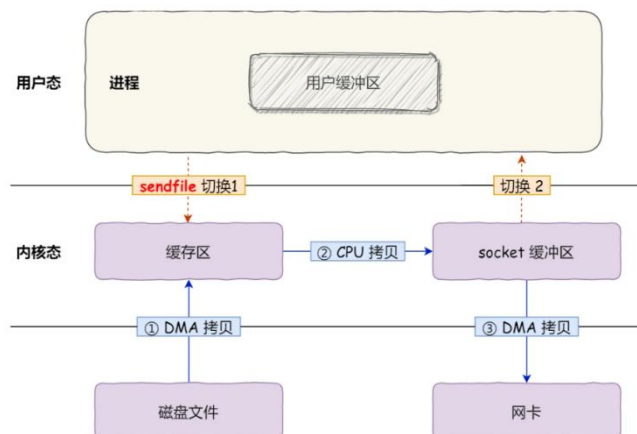 用户态
进程
用户缓冲区
sendfile 切换1
切换 2
内核态
缓存区
② CPU 拷贝
socket 缓冲区
① DMA 拷贝
③ DMA 拷贝
磁盘文件
网卡